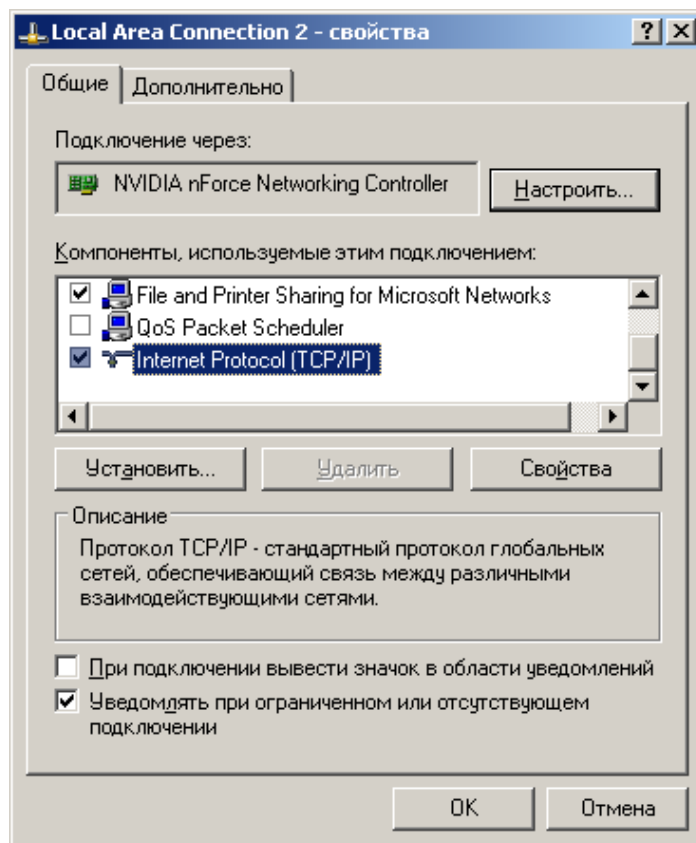 Local Area Connection 2 - свойства
Общие
Дополнительно
Подключение через:
NVIDIA nForce Networking Controller
Настроить...
Компоненты, используемые этим подключением:
File and Printer Sharing for Microsoft Networks
QoS Packet Scheduler
Internet Protocol (TCP/IP)
Установить...
Удалить
Свойства
Описание
Протокол TCP/IP - стандартный протокол глобальных
сетей, обеспечивающий связь между различными
взаимодействующими сетями.
При подключении вывести значок в области уведомлений
Уведомлять при ограниченном или отсутствующем
подключении
OK
Отмена